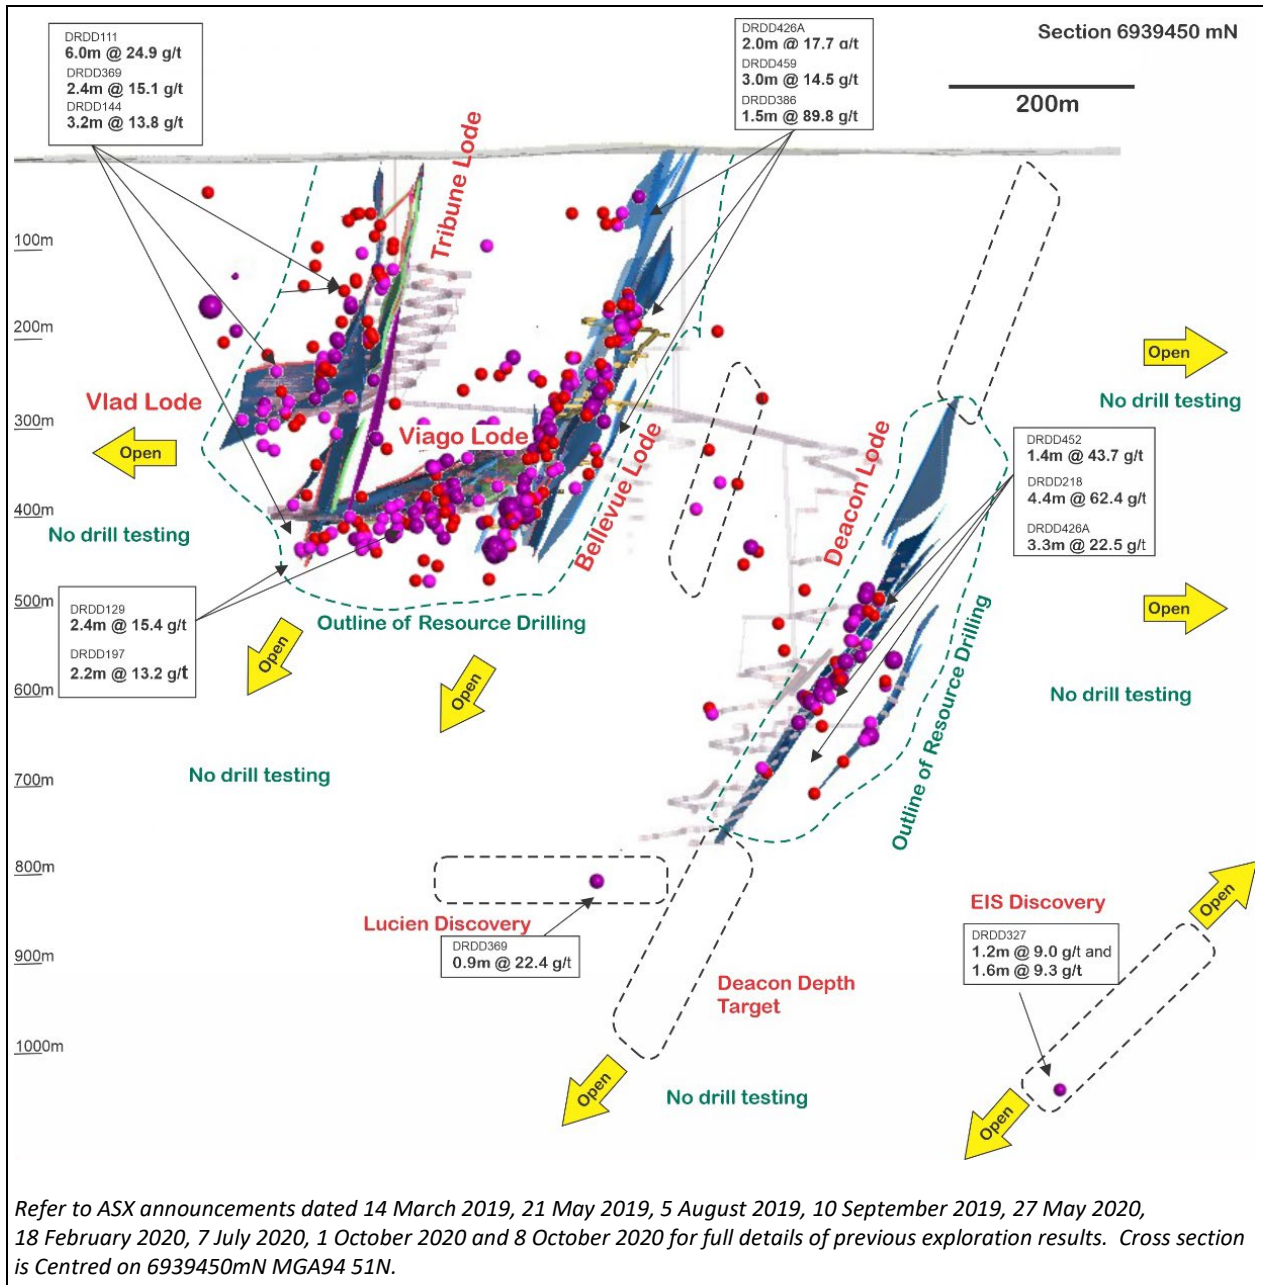 Section 6939450 mN
200m
DRDD111
6.0m @ 24.9 g/t
DRDD369
2.4m @ 15.1 g/t
DRDD144
3.2m @ 13.8 g/t
DRDD426A
2.0m @ 17.7 g/t
DRDD459
3.0m @ 14.5 g/t
DRDD386
1.5m @ 89.8 g/t
Tribune Lode
100m
200m
300m
400m
500m
600m
700m
800m
900m
1000m
Vlad Lode
Open
No drill testing
Viago Lode
Bellevue Lode
Deacon Lode
Open
No drill testing
DRDD452
1.4m @ 43.7 g/t
DRDD218
4.4m @ 62.4 g/t
DRDD426A
3.3m @ 22.5 g/t
Open
No drill testing
DRDD129
2.4m @ 15.4 g/t
DRDD197
2.2m @ 13.2 g/t
Outline of Resource Drilling
Open
Open
No drill testing
Outline of Resource Drilling
Lucien Discovery
DRDD369
0.9m @ 22.4 g/t
Deacon Depth
Target
Open
No drill testing
EIS Discovery
DRDD327
1.2m @ 9.0 g/t and
1.6m @ 9.3 g/t
Open
Open
Refer to ASX announcements dated 14 March 2019, 21 May 2019, 5 August 2019, 10 September 2019, 27 May 2020,
18 February 2020, 7 July 2020, 1 October 2020 and 8 October 2020 for full details of previous exploration results.  Cross section
is Centred on 6939450mN MGA94 51N.